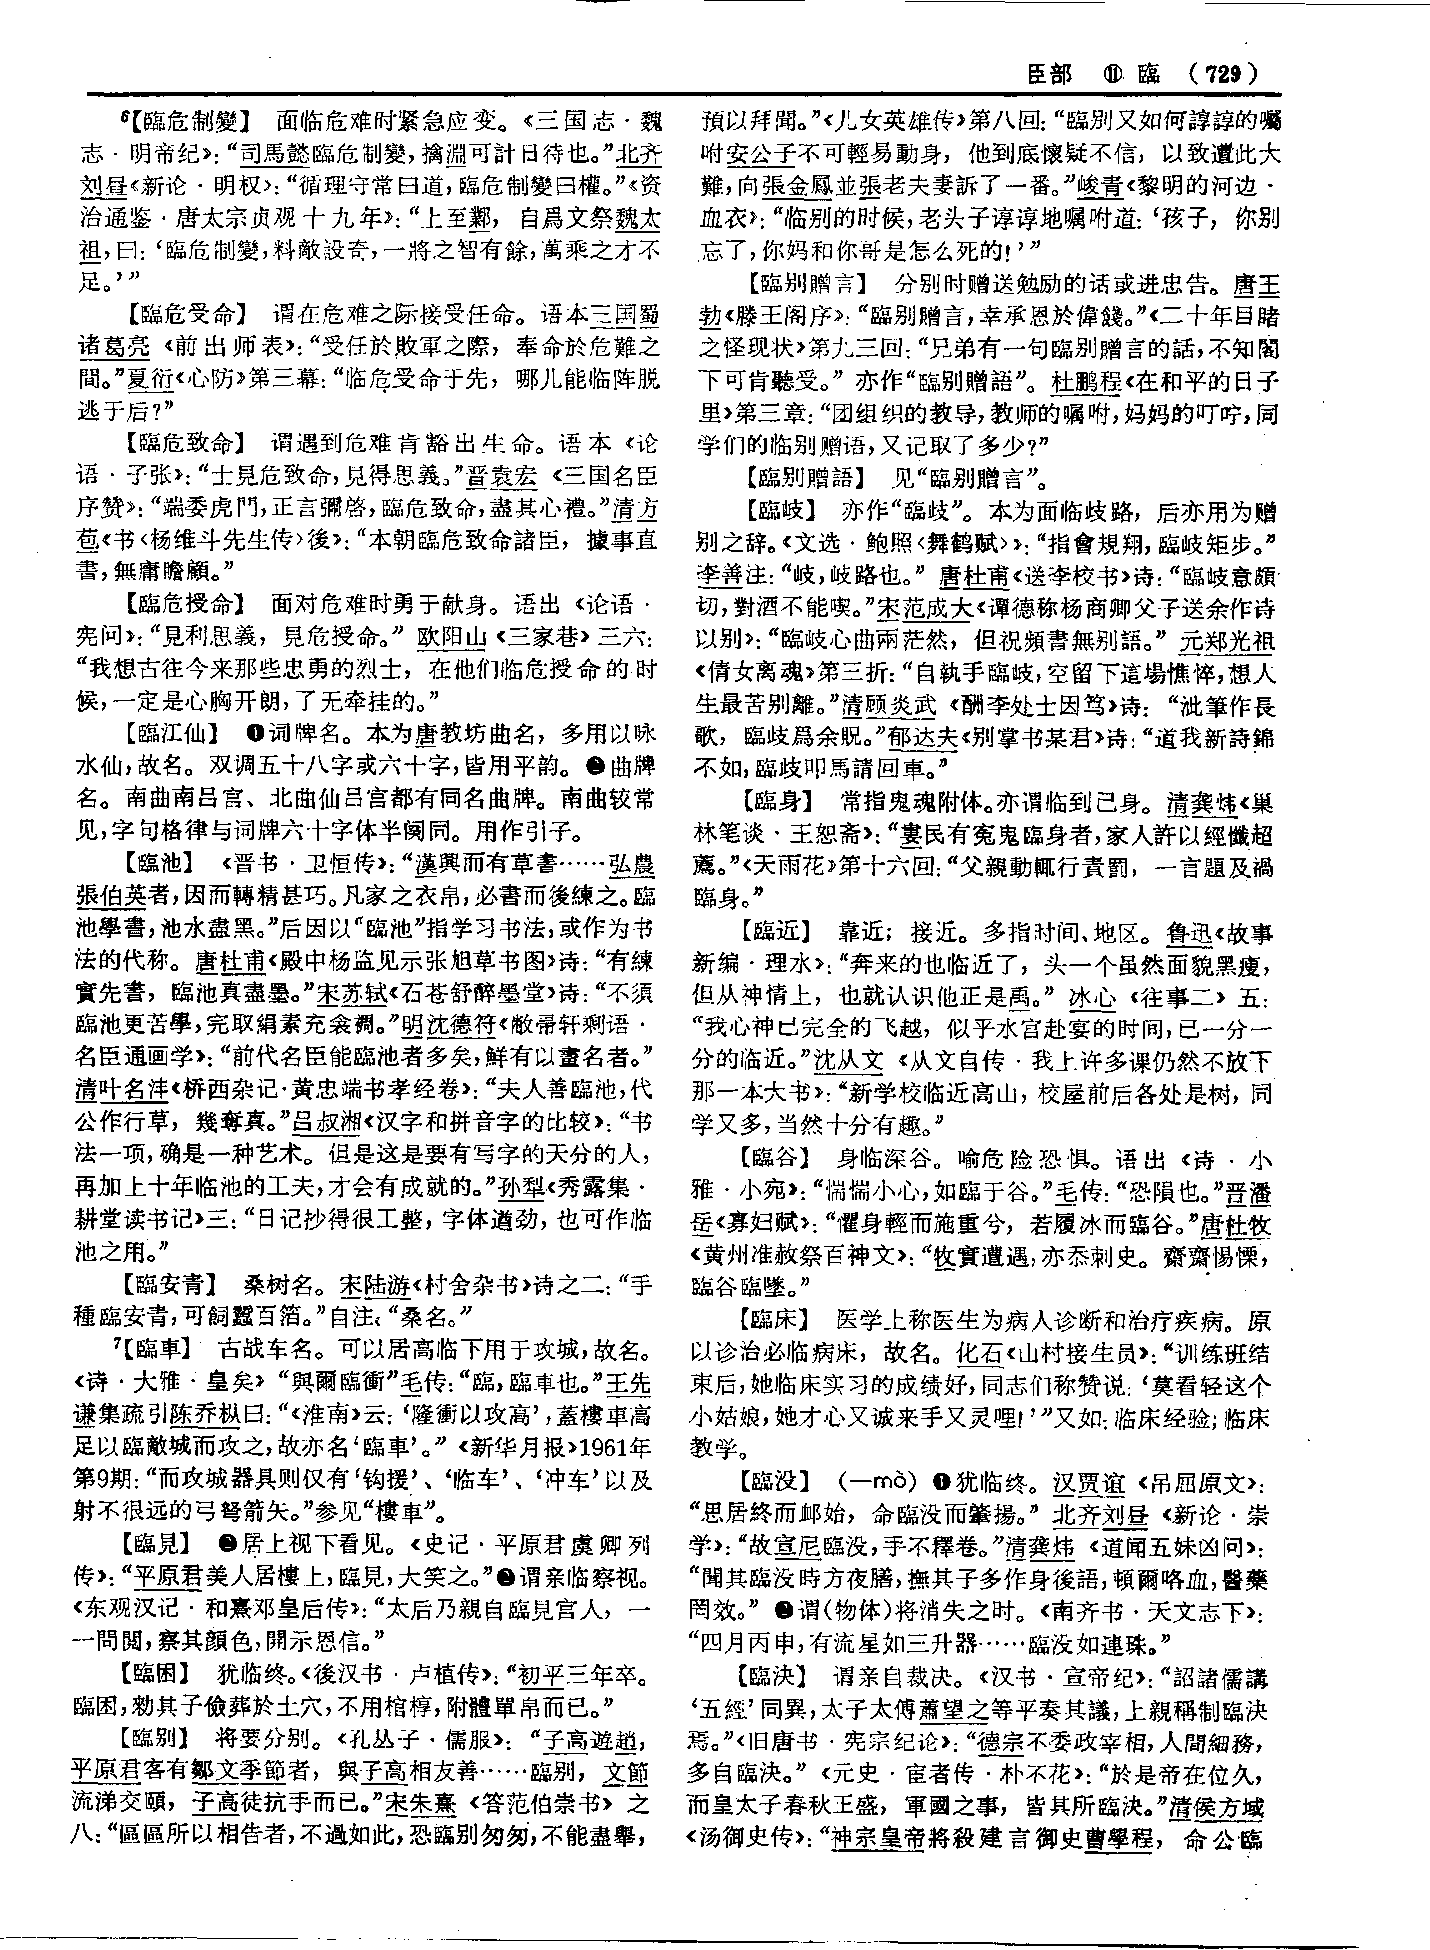 臣部　⑪　臨　（729）
⁶【臨危制變】　面临危难时紧急应变。《三国志·魏
志·明帝纪》：“司馬懿臨危制變，擒淵可計日待也。”北齐
刘昼《新论·明权》：“循理守常曰道，臨危制變曰權。”《资
治通鉴·唐太宗贞观十九年》：“上至鄴，自爲文祭魏太
祖，曰：‘臨危制變，料敵設奇，一將之智有餘，萬乘之才不
足。’”
【臨危受命】　谓在危难之际接受任命。语本三国蜀
诸葛亮《前出师表》：“受任於敗軍之際，奉命於危難之
間。”夏衍《心防》第三幕：“临危受命于先，哪儿能临阵脱
逃于后？”
【臨危致命】　谓遇到危难肯豁出生命。语本《论
语·子张》：“士見危致命，見得思義。”晋袁宏《三国名臣
序赞》：“端委虎門，正言彌啓，臨危致命，盡其心禮。”清方
苞《书〈杨维斗先生传〉後》：“本朝臨危致命諸臣，據事直
書，無庸瞻顧。”
【臨危授命】　面对危难时勇于献身。语出《论语·
宪问》：“見利思義，見危授命。”欧阳山《三家巷》三六：
“我想古往今来那些忠勇的烈士，在他们临危授命的时
候，一定是心胸开朗，了无牵挂的。”
【臨江仙】　❶词牌名。本为唐教坊曲名，多用以咏
水仙，故名。双调五十八字或六十字，皆用平韵。❷曲牌
名。南曲南吕宫、北曲仙吕宫都有同名曲牌。南曲较常
见，字句格律与词牌六十字体半阕同。用作引子。
【臨池】　《晋书·卫恒传》：“漢興而有草書……弘農
張伯英者，因而轉精甚巧。凡家之衣帛，必書而後練之。臨
池學書，池水盡黑。”后因以“臨池”指学习书法，或作为书
法的代称。唐杜甫《殿中杨监见示张旭草书图》诗：“有練
實先書，臨池真盡墨。”宋苏轼《石苍舒醉墨堂》诗：“不須
臨池更苦學，完取絹素充衾裯。”明沈德符《敝帚轩剩语·
名臣通画学》：“前代名臣能臨池者多矣，鮮有以畫名者。”
清叶名沣《桥西杂记·黄忠端书孝经卷》：“夫人善臨池，代
公作行草，幾奪真。”吕叔湘《汉字和拼音字的比较》：“书
法一项，确是一种艺术。但是这是要有写字的天分的人，
再加上十年临池的工夫，才会有成就的。”孙犁《秀露集·
耕堂读书记》三：“日记抄得很工整，字体遒劲，也可作临
池之用。”
【臨安青】　桑树名。宋陆游《村舍杂书》诗之二：“手
種臨安青，可飼蠶百箔。”自注：“桑名。”
⁷【臨車】　古战车名。可以居高临下用于攻城，故名。
《诗·大雅·皇矣》“與爾臨衝”毛传：“臨，臨車也。”王先
谦集疏引陈乔枞曰：“《淮南》云：‘隆衝以攻高’，蓋樓車高
足以臨敵城而攻之，故亦名‘臨車’。”《新华月报》1961年
第9期：“而攻城器具则仅有‘钩援’、‘临车’、‘冲车’以及
射不很远的弓弩箭矢。”参见“樓車”。
【臨見】　❶居上视下看见。《史记·平原君虞卿列
传》：“平原君美人居樓上，臨見，大笑之。”❷谓亲临察视。
《东观汉记·和熹邓皇后传》：“太后乃親自臨見宫人，一
一問閲，察其顔色，開示恩信。”
【臨困】　犹临终。《後汉书·卢植传》：“初平三年卒。
臨困，勑其子儉葬於土穴，不用棺椁，附體單帛而已。”
【臨别】　将要分别。《孔丛子·儒服》：“子高遊趙，
平原君客有鄒文季節者，與子高相友善……臨别，文節
流涕交頤，子高徒抗手而已。”宋朱熹《答范伯崇书》之
八：“區區所以相告者，不過如此，恐臨别匆匆，不能盡舉，
預以拜聞。”《儿女英雄传》第八回：“臨别又如何諄諄的囑
咐安公子不可輕易動身，他到底懷疑不信，以致遭此大
難，向張金鳳並張老夫妻訴了一番。”峻青《黎明的河边·
血衣》：“临别的时候，老头子谆谆地嘱咐道：‘孩子，你别
忘了，你妈和你哥是怎么死的！’”
【臨别贈言】　分别时赠送勉励的话或进忠告。唐王
勃《滕王阁序》：“臨别贈言，幸承恩於偉餞。”《二十年目睹
之怪现状》第九三回：“兄弟有一句臨别贈言的話，不知閣
下可肯聽受。”亦作“臨别贈語”。杜鹏程《在和平的日子
里》第三章：“团组织的教导，教师的嘱咐，妈妈的叮咛，同
学们的临别赠语，又记取了多少？”
【臨别贈語】　见“臨别贈言”。
【臨岐】　亦作“臨歧”。本为面临歧路，后亦用为赠
别之辞。《文选·鲍照〈舞鹤赋〉》：“指會規翔，臨岐矩步。”
李善注：“岐，岐路也。”唐杜甫《送李校书》诗：“臨岐意頗
切，對酒不能喫。”宋范成大《谭德称杨商卿父子送余作诗
以别》：“臨岐心曲兩茫然，但祝頻書無别語。”元郑光祖
《倩女离魂》第三折：“自執手臨岐，空留下這場憔悴，想人
生最苦别離。”清顾炎武《酬李处士因笃》诗：“泚筆作長
歌，臨歧爲余貺。”郁达夫《别掌书某君》诗：“道我新詩錦
不如，臨歧叩馬請回車。”
【臨身】　常指鬼魂附体。亦谓临到己身。清龚炜《巢
林笔谈·王恕斋》：“婁民有寃鬼臨身者，家人許以經懺超
薦。”《天雨花》第十六回：“父親動輒行責罰，一言題及禍
臨身。”
【臨近】　靠近；接近。多指时间、地区。鲁迅《故事
新编·理水》：“奔来的也临近了，头一个虽然面貌黑瘦，
但从神情上，也就认识他正是禹。”冰心《往事二》五：
“我心神已完全的飞越，似乎水宫赴宴的时间，已一分一
分的临近。”沈从文《从文自传·我上许多课仍然不放下
那一本大书》：“新学校临近高山，校屋前后各处是树，同
学又多，当然十分有趣。”
【臨谷】　身临深谷。喻危险恐惧。语出《诗·小
雅·小宛》：“惴惴小心，如臨于谷。”毛传：“恐隕也。”晋潘
岳《寡妇赋》：“懼身輕而施重兮，若履冰而臨谷。”唐杜牧
《黄州准赦祭百神文》：“牧實遭遇，亦忝刺史。齋齋惕慄，
臨谷臨墜。”
【臨床】　医学上称医生为病人诊断和治疗疾病。原
以诊治必临病床，故名。化石《山村接生员》：“训练班结
束后，她临床实习的成绩好，同志们称赞说：‘莫看轻这个
小姑娘，她才心又诚来手又灵哩！’”又如：临床经验；临床
教学。
【臨没】　（—mò）❶犹临终。汉贾谊《吊屈原文》：
“思居終而卹始，命臨没而肇揚。”北齐刘昼《新论·崇
学》：“故宣尼臨没，手不釋卷。”清龚炜《道闻五妹凶问》：
“聞其臨没時方夜膳，撫其子多作身後語，頓爾咯血，醫藥
罔效。”❷谓（物体）将消失之时。《南齐书·天文志下》：
“四月丙申，有流星如三升器……臨没如連珠。”
【臨決】　谓亲自裁决。《汉书·宣帝纪》：“詔諸儒講
‘五經’同異，太子太傅蕭望之等平奏其議，上親稱制臨決
焉。”《旧唐书·宪宗纪论》：“德宗不委政宰相，人間細務，
多自臨決。”《元史·宦者传·朴不花》：“於是帝在位久，
而皇太子春秋王盛，軍國之事，皆其所臨決。”清侯方域
《汤御史传》：“神宗皇帝將殺建言御史曹學程，命公臨